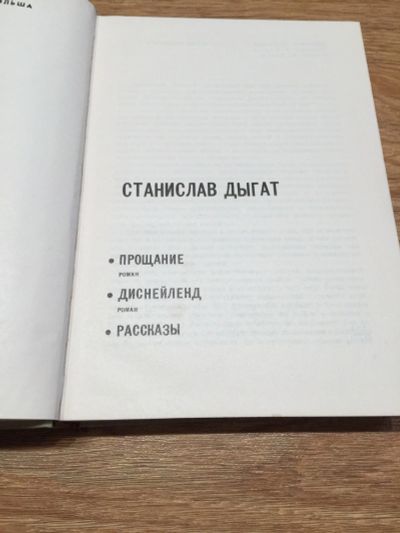 СТАНИСЛАВ ДЫГАТ
• ПРОЩАНИЕ
РОМАН
• ДИСНЕЙЛЕНД
РОМАН
• РАССКАЗЫ